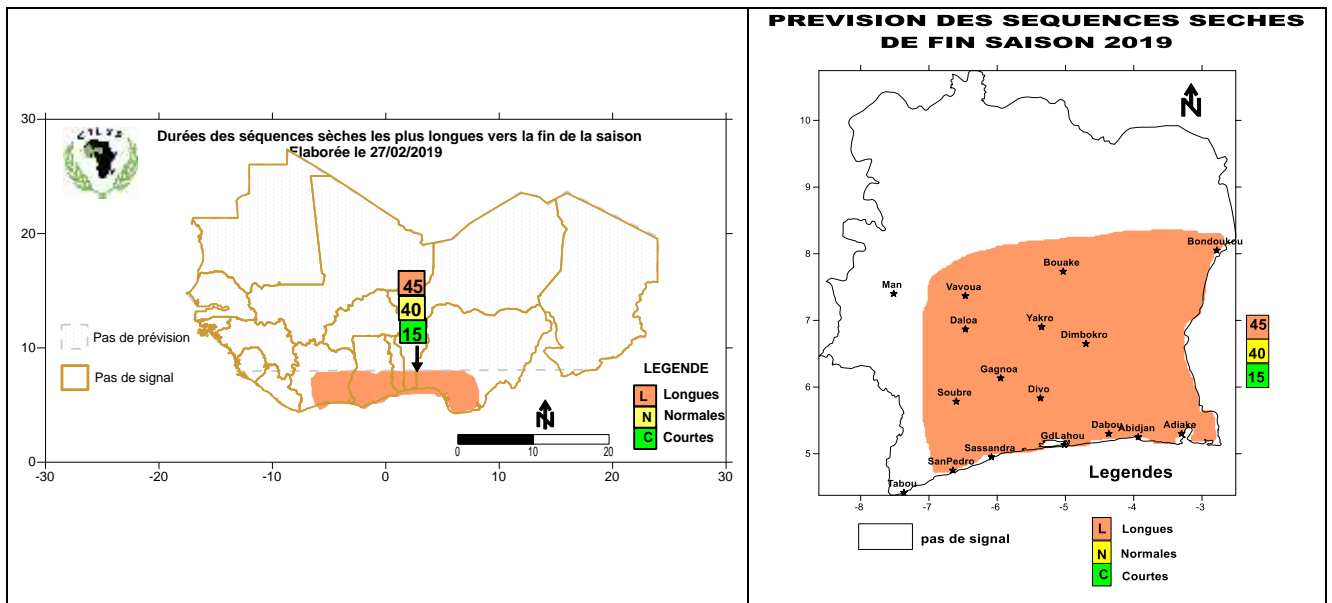 Durées des séquences sèches les plus longues vers la fin de la saison
Elaborée le 27/02/2019
30
20
10
0
-30
-20
-10
0
10
20
30
45
40
15
Pas de prévision
Pas de signal
LEGENDE
L Longues
N Normales
C Courtes
N
0 10 20
PREVISION DES SEQUENCES SECHES
DE FIN SAISON 2019
N
10
9
8
7
6
5
Bondoukou
Bouake
Man
Vavoua
Daloa
Yakro
Dimbokro
Gagnoa
Soubre
Divo
Dabou
Abidjan
Adiake
GdLahou
Sassandra
SanPedro
Tabou
45
40
15
Legendes
-8
-7
-6
-5
-4
-3
pas de signal
L Longues
N Normales
C Courtes